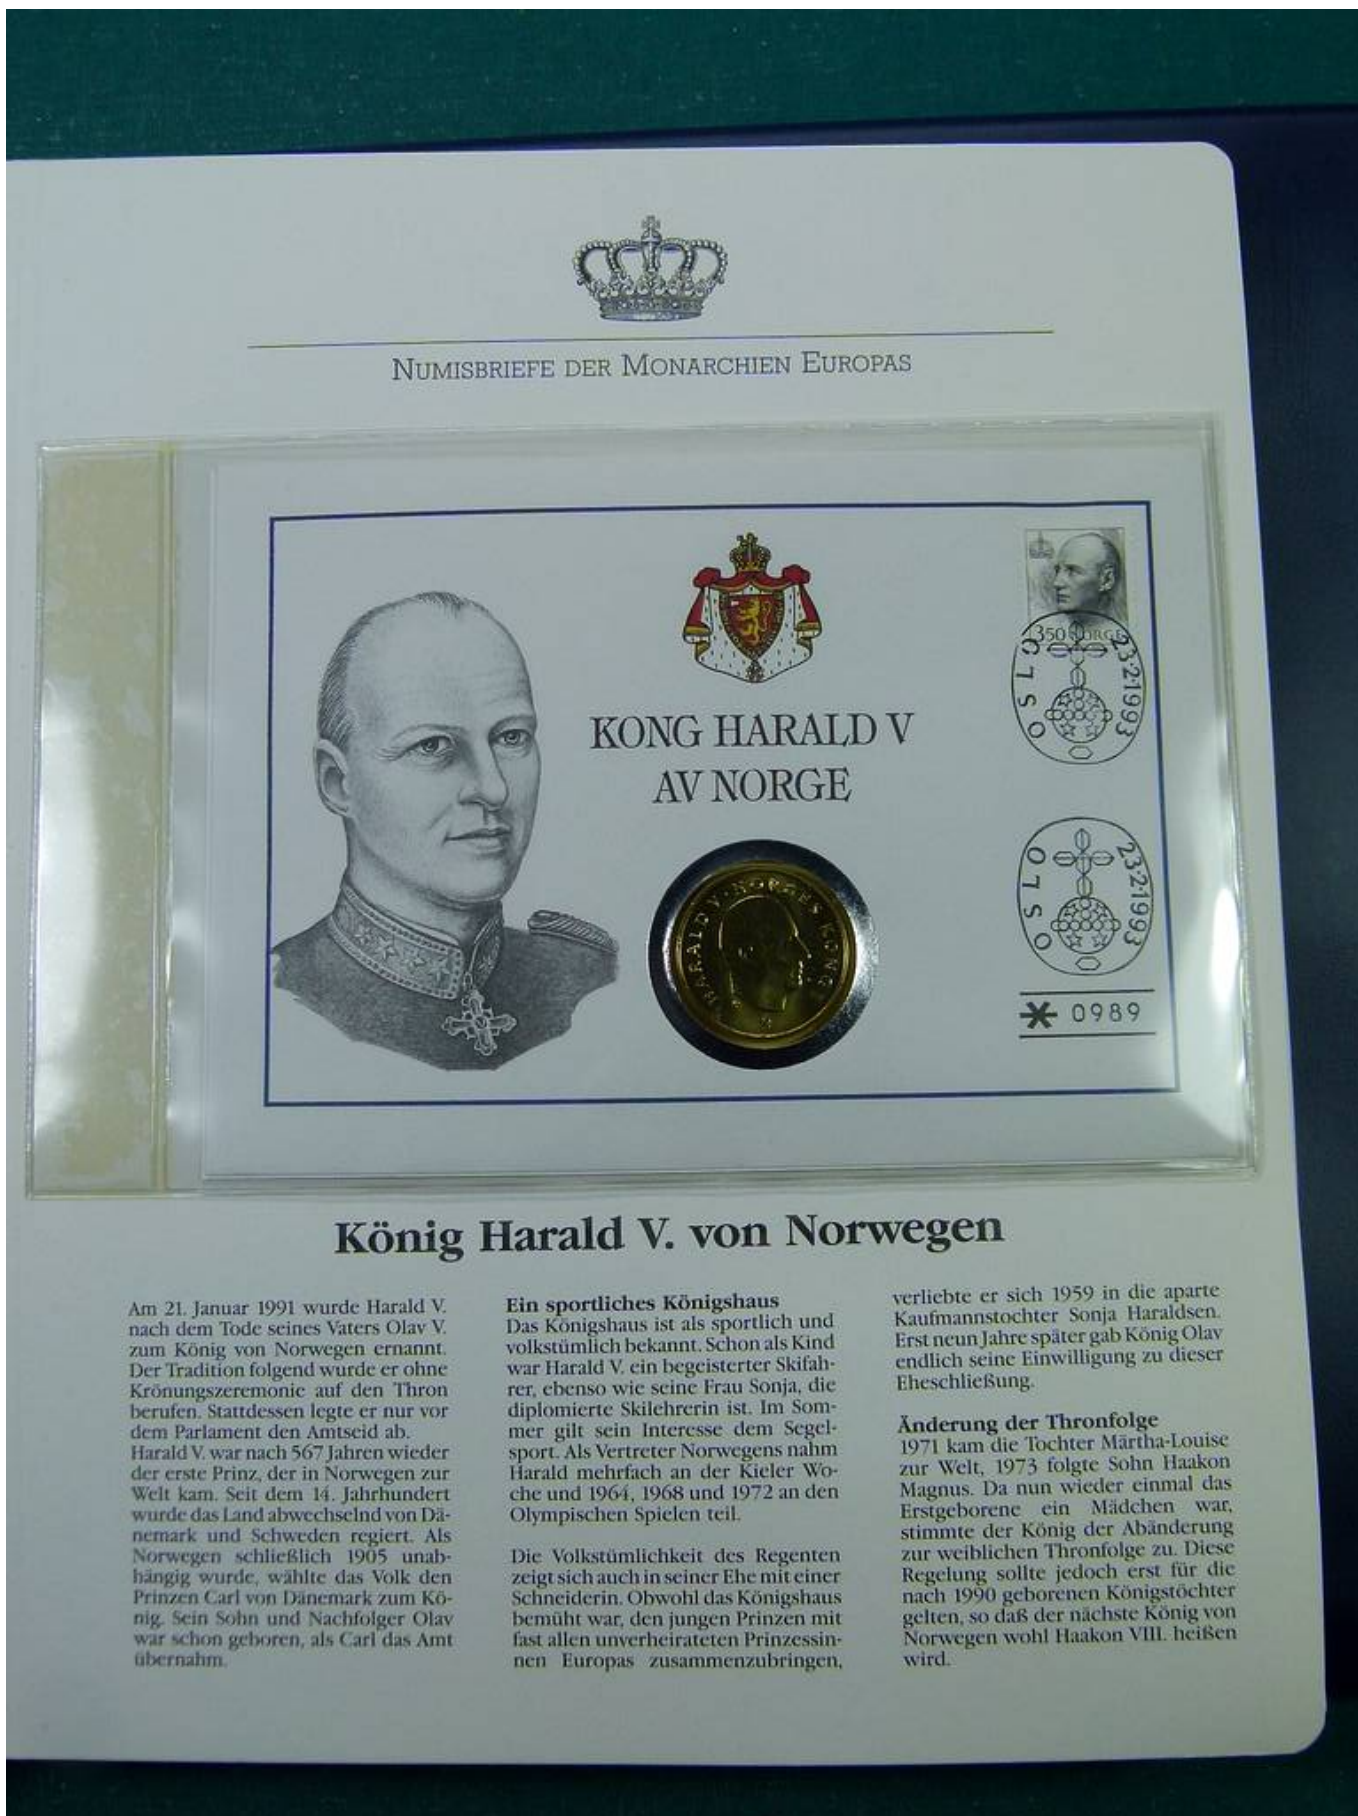 NUMISBRIEFE DER MONARCHIEN EUROPAS
350 NORGE
OSLO
23·2·1993
KONG HARALD V
AV NORGE
HARALD V · NORGES KONGE
OSLO
23·2·1993
0989
König Harald V. von Norwegen
Am 21. Januar 1991 wurde Harald V.
nach dem Tode seines Vaters Olav V.
zum König von Norwegen ernannt.
Der Tradition folgend wurde er ohne
Krönungszeremonie auf den Thron
berufen. Stattdessen legte er nur vor
dem Parlament den Amtseid ab.
Harald V. war nach 567 Jahren wieder
der erste Prinz, der in Norwegen zur
Welt kam. Seit dem 14. Jahrhundert
wurde das Land abwechselnd von Dä-
nemark und Schweden regiert. Als
Norwegen schließlich 1905 unab-
hängig wurde, wählte das Volk den
Prinzen Carl von Dänemark zum Kö-
nig. Sein Sohn und Nachfolger Olav
war schon geboren, als Carl das Amt
übernahm.
Ein sportliches Königshaus
Das Königshaus ist als sportlich und
volkstümlich bekannt. Schon als Kind
war Harald V. ein begeisterter Skifah-
rer, ebenso wie seine Frau Sonja, die
diplomierte Skilehrerin ist. Im Som-
mer gilt sein Interesse dem Segel-
sport. Als Vertreter Norwegens nahm
Harald mehrfach an der Kieler Wo-
che und 1964, 1968 und 1972 an den
Olympischen Spielen teil.
Die Volkstümlichkeit des Regenten
zeigt sich auch in seiner Ehe mit einer
Schneiderin. Obwohl das Königshaus
bemüht war, den jungen Prinzen mit
fast allen unverheirateten Prinzessin-
nen Europas zusammenzubringen,
verliebte er sich 1959 in die aparte
Kaufmannstochter Sonja Haraldsen.
Erst neun Jahre später gab König Olav
endlich seine Einwilligung zu dieser
Eheschließung.
Änderung der Thronfolge
1971 kam die Tochter Märtha-Louise
zur Welt, 1973 folgte Sohn Haakon
Magnus. Da nun wieder einmal das
Erstgeborene ein Mädchen war,
stimmte der König der Abänderung
zur weiblichen Thronfolge zu. Diese
Regelung sollte jedoch erst für die
nach 1990 geborenen Königstöchter
gelten, so daß der nächste König von
Norwegen wohl Haakon VIII. heißen
wird.